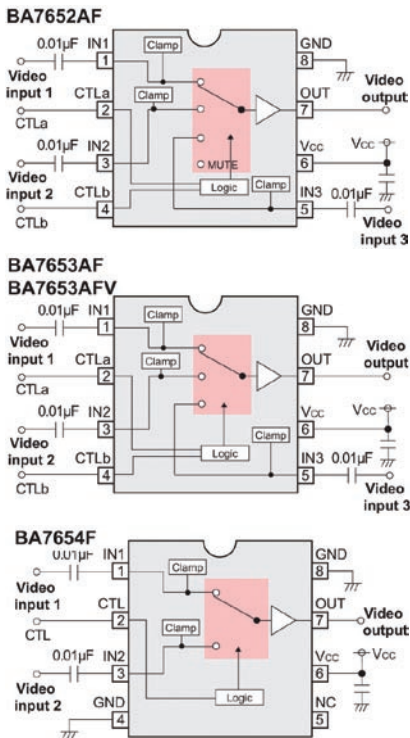 BA7652AF
0.01µF IN1
Clamp
GND
1
8
Video input 1
CTLa
Clamp
OUT
Video output
2
7
CTLa
0.01µF IN2
Vcc
Vcc
3
6
MUTE
Video input 2
CTLb
Logic
Clamp
IN3 0.01µF
4
5
CTLb
Video input 3
BA7653AF
BA7653AFV
0.01µF IN1
Clamp
GND
1
8
Video input 1
CTLa
Clamp
OUT
Video output
2
7
CTLa
0.01µF IN2
Vcc
Vcc
3
6
Video input 2
CTLb
Logic
Clamp
IN3 0.01µF
4
5
CTLb
Video input 3
BA7654F
0.01µF IN1
GND
1
Clamp
8
Video input 1
CTL
OUT
Video output
2
7
CTL
Clamp
0.01µF IN2
Vcc
Vcc
3
6
Video input 2
GND
Logic
NC
4
5